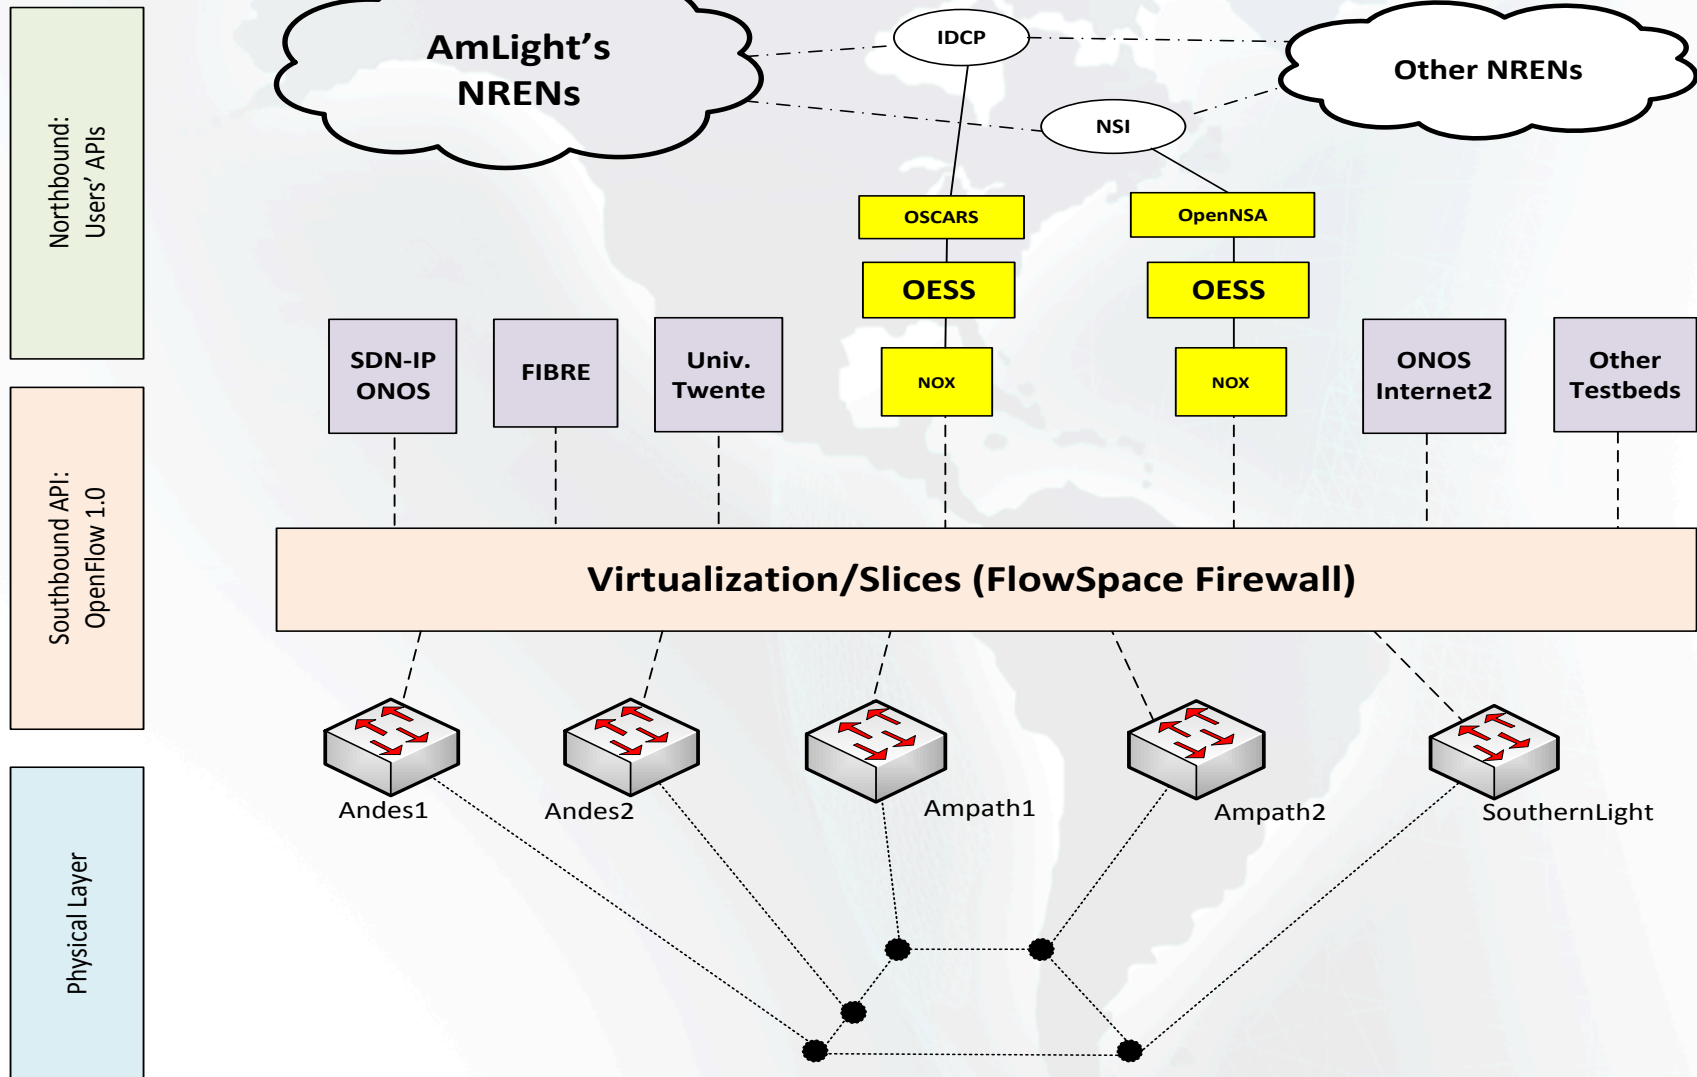 AmLight's
NRENs
IDCP
Other NRENs
NSI
Northbound:
Users' APIs
OSCARS
OpenNSA
OESS
OESS
SDN-IP
ONOS
FIBRE
Univ.
Twente
NOX
NOX
ONOS
Internet2
Other
Testbeds
Southbound API:
OpenFlow 1.0
Virtualization/Slices (FlowSpace Firewall)
Andes1
Andes2
Ampath1
Ampath2
SouthernLight
Physical Layer